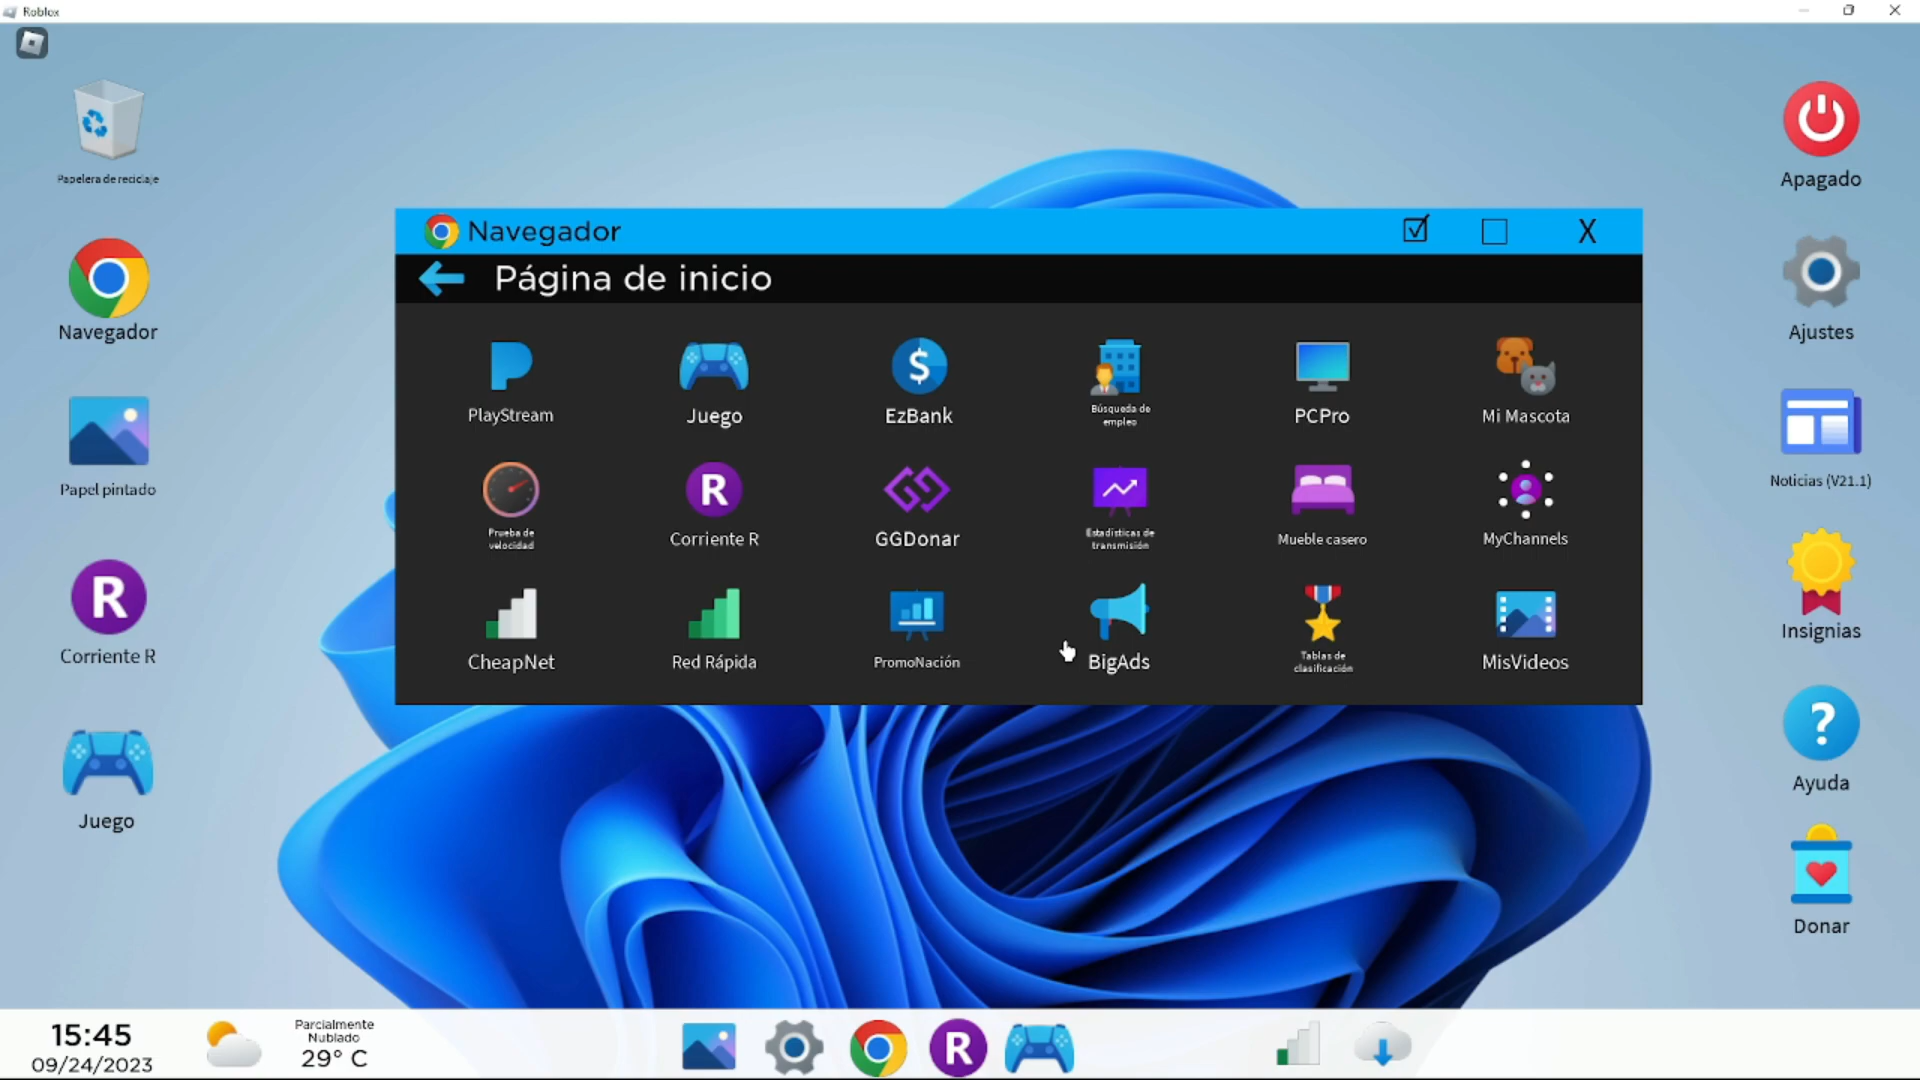 Roblox
Papelera de reciclaje
Navegador
Papel pintado
R
Corriente R
Juego
Navegador
X
Página de inicio
PlayStream
Juego
$
EzBank
Búsqueda de
empleo
PCPro
Mi Mascota
Prueba de
velocidad
R
Corriente R
GGDonar
Estadísticas de
transmisión
Mueble casero
MyChannels
CheapNet
Red Rápida
PromoNación
BigAds
Tablas de
clasificación
MisVideos
Apagado
Ajustes
Noticias (V21.1)
Insignias
?
Ayuda
Donar
15:45
09/24/2023
Parcialmente
Nublado
29° C
R